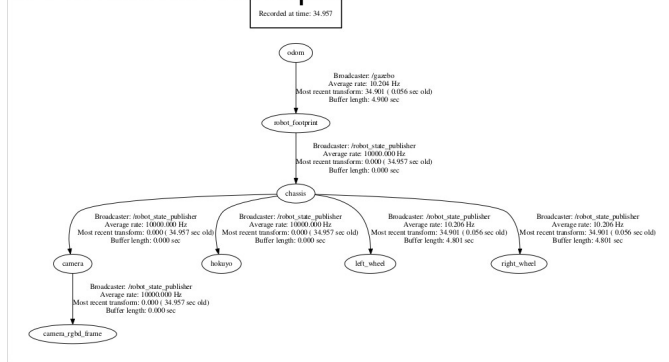 Recorded at time: 34.957
odom
Broadcaster: /gazebo
Average rate: 10.204 Hz
Most recent transform: 34.901 ( 0.056 sec old)
Buffer length: 4.900 sec
robot_footprint
Broadcaster: /robot_state_publisher
Average rate: 10000.000 Hz
Most recent transform: 0.000 ( 34.957 sec old)
Buffer length: 0.000 sec
chassis
Broadcaster: /robot_state_publisher
Average rate: 10000.000 Hz
Most recent transform: 0.000 ( 34.957 sec old)
Buffer length: 0.000 sec
Broadcaster: /robot_state_publisher
Average rate: 10000.000 Hz
Most recent transform: 0.000 ( 34.957 sec old)
Buffer length: 0.000 sec
Broadcaster: /robot_state_publisher
Average rate: 10.206 Hz
Most recent transform: 34.901 ( 0.056 sec old)
Buffer length: 4.801 sec
Broadcaster: /robot_state_publisher
Average rate: 10.206 Hz
Most recent transform: 34.901 ( 0.056 sec old)
Buffer length: 4.801 sec
camera
hokuyo
left_wheel
right_wheel
Broadcaster: /robot_state_publisher
Average rate: 10000.000 Hz
Most recent transform: 0.000 ( 34.957 sec old)
Buffer length: 0.000 sec
camera_rgbd_frame